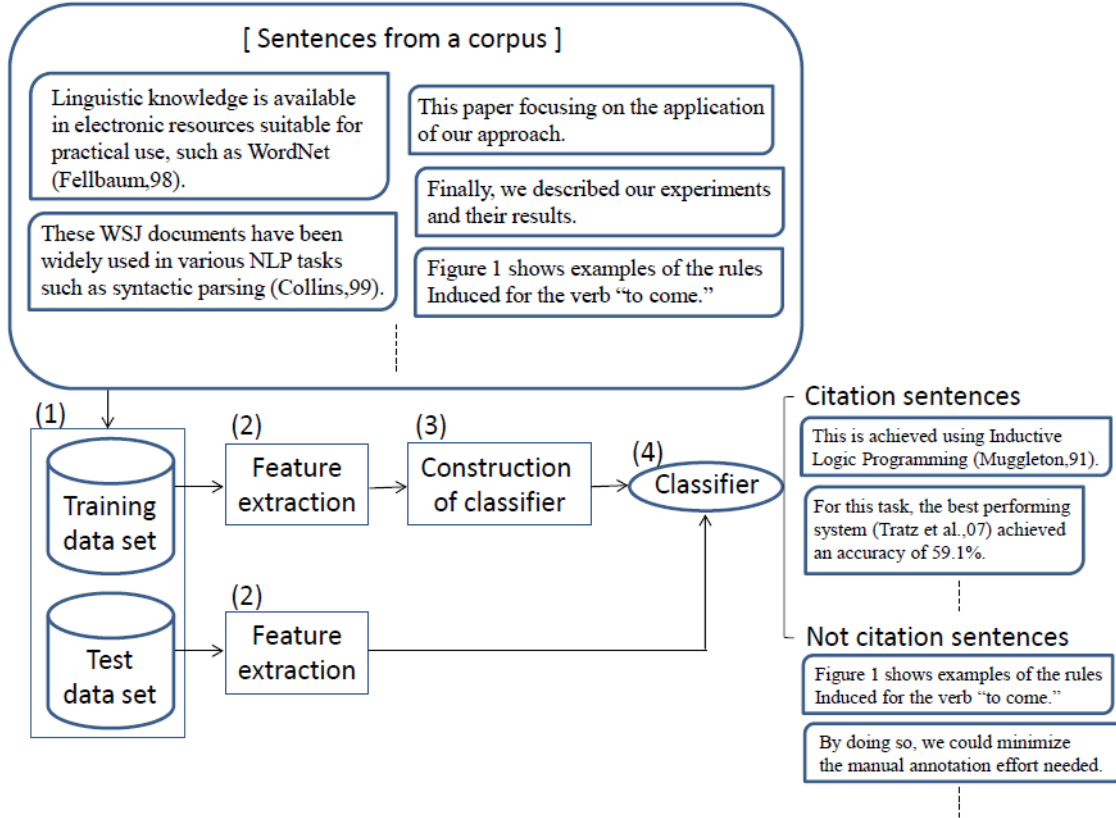 [ Sentences from a corpus ]
Linguistic knowledge is available
in electronic resources suitable for
practical use, such as WordNet
(Fellbaum,98).
These WSJ documents have been
widely used in various NLP tasks
such as syntactic parsing (Collins,99).
This paper focusing on the application
of our approach.
Finally, we described our experiments
and their results.
Figure 1 shows examples of the rules
Induced for the verb “to come.”
(1)
Training
data set
Test
data set
(2)
Feature
extraction
(2)
Feature
extraction
(3)
Construction
of classifier
(4)
Classifier
Citation sentences
This is achieved using Inductive
Logic Programming (Muggleton,91).
For this task, the best performing
system (Tratz et al.,07) achieved
an accuracy of 59.1%.
Not citation sentences
Figure 1 shows examples of the rules
Induced for the verb “to come.”
By doing so, we could minimize
the manual annotation effort needed.